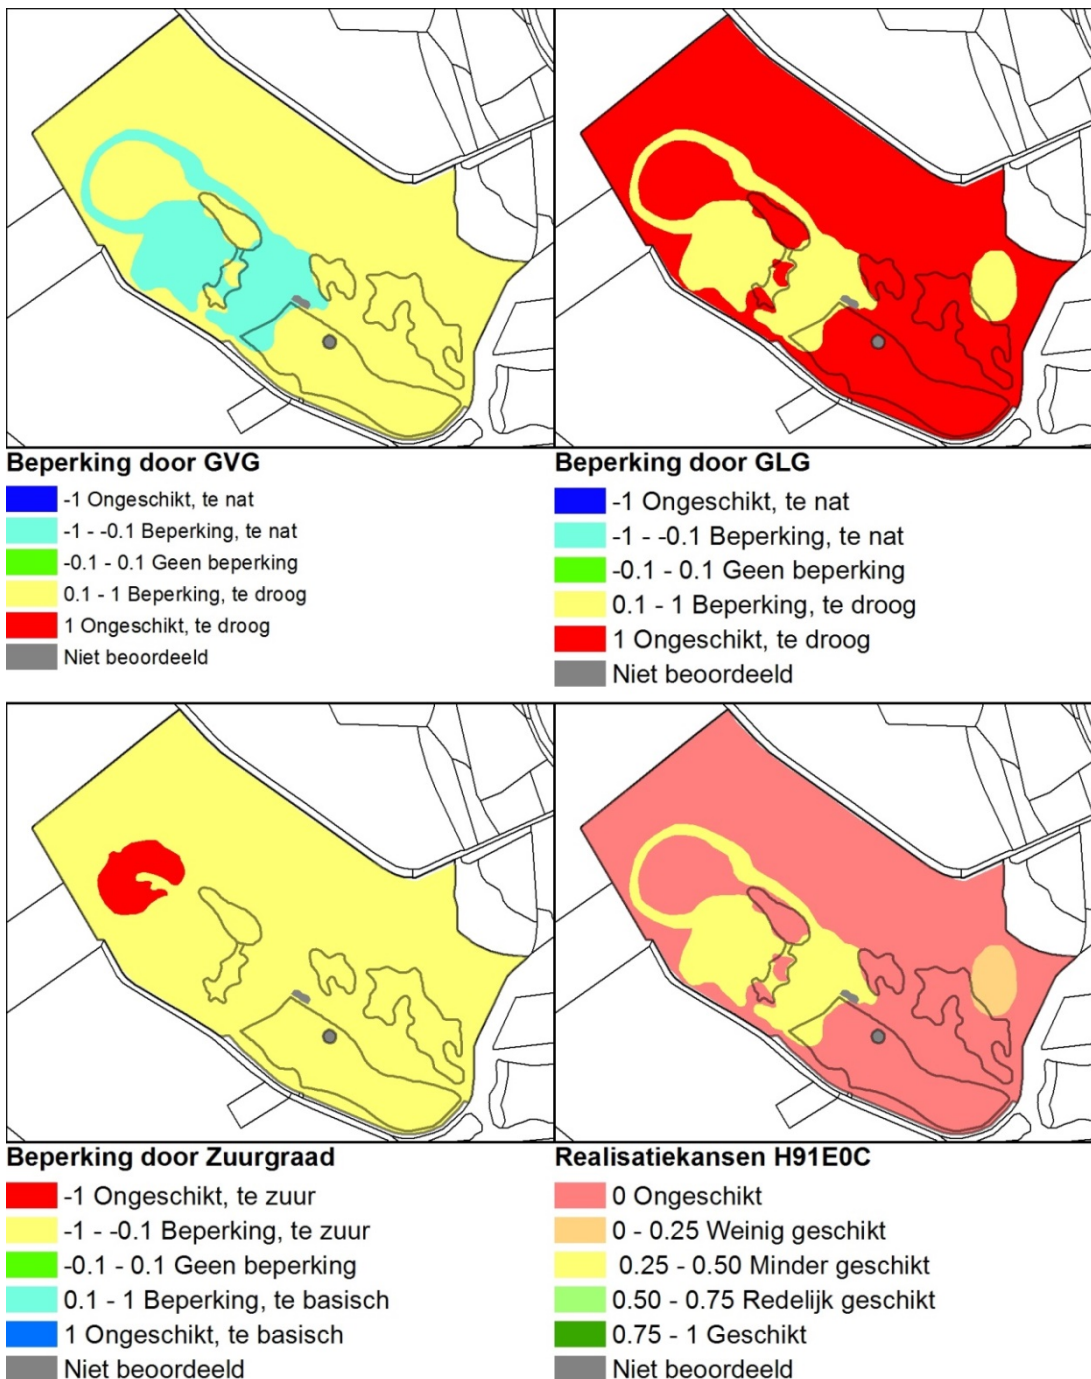 Beperking door GVG
-1 Ongeschikt, te nat
-1 - -0.1 Beperking, te nat
-0.1 - 0.1 Geen beperking
0.1 - 1 Beperking, te droog
1 Ongeschikt, te droog
Niet beoordeeld
Beperking door GLG
-1 Ongeschikt, te nat
-1 - -0.1 Beperking, te nat
-0.1 - 0.1 Geen beperking
0.1 - 1 Beperking, te droog
1 Ongeschikt, te droog
Niet beoordeeld
Beperking door Zuurgraad
-1 Ongeschikt, te zuur
-1 - -0.1 Beperking, te zuur
-0.1 - 0.1 Geen beperking
0.1 - 1 Beperking, te basisch
1 Ongeschikt, te basisch
Niet beoordeeld
Realisatiekansen H91E0C
0 Ongeschikt
0 - 0.25 Weinig geschikt
0.25 - 0.50 Minder geschikt
0.50 - 0.75 Redelijk geschikt
0.75 - 1 Geschikt
Niet beoordeeld